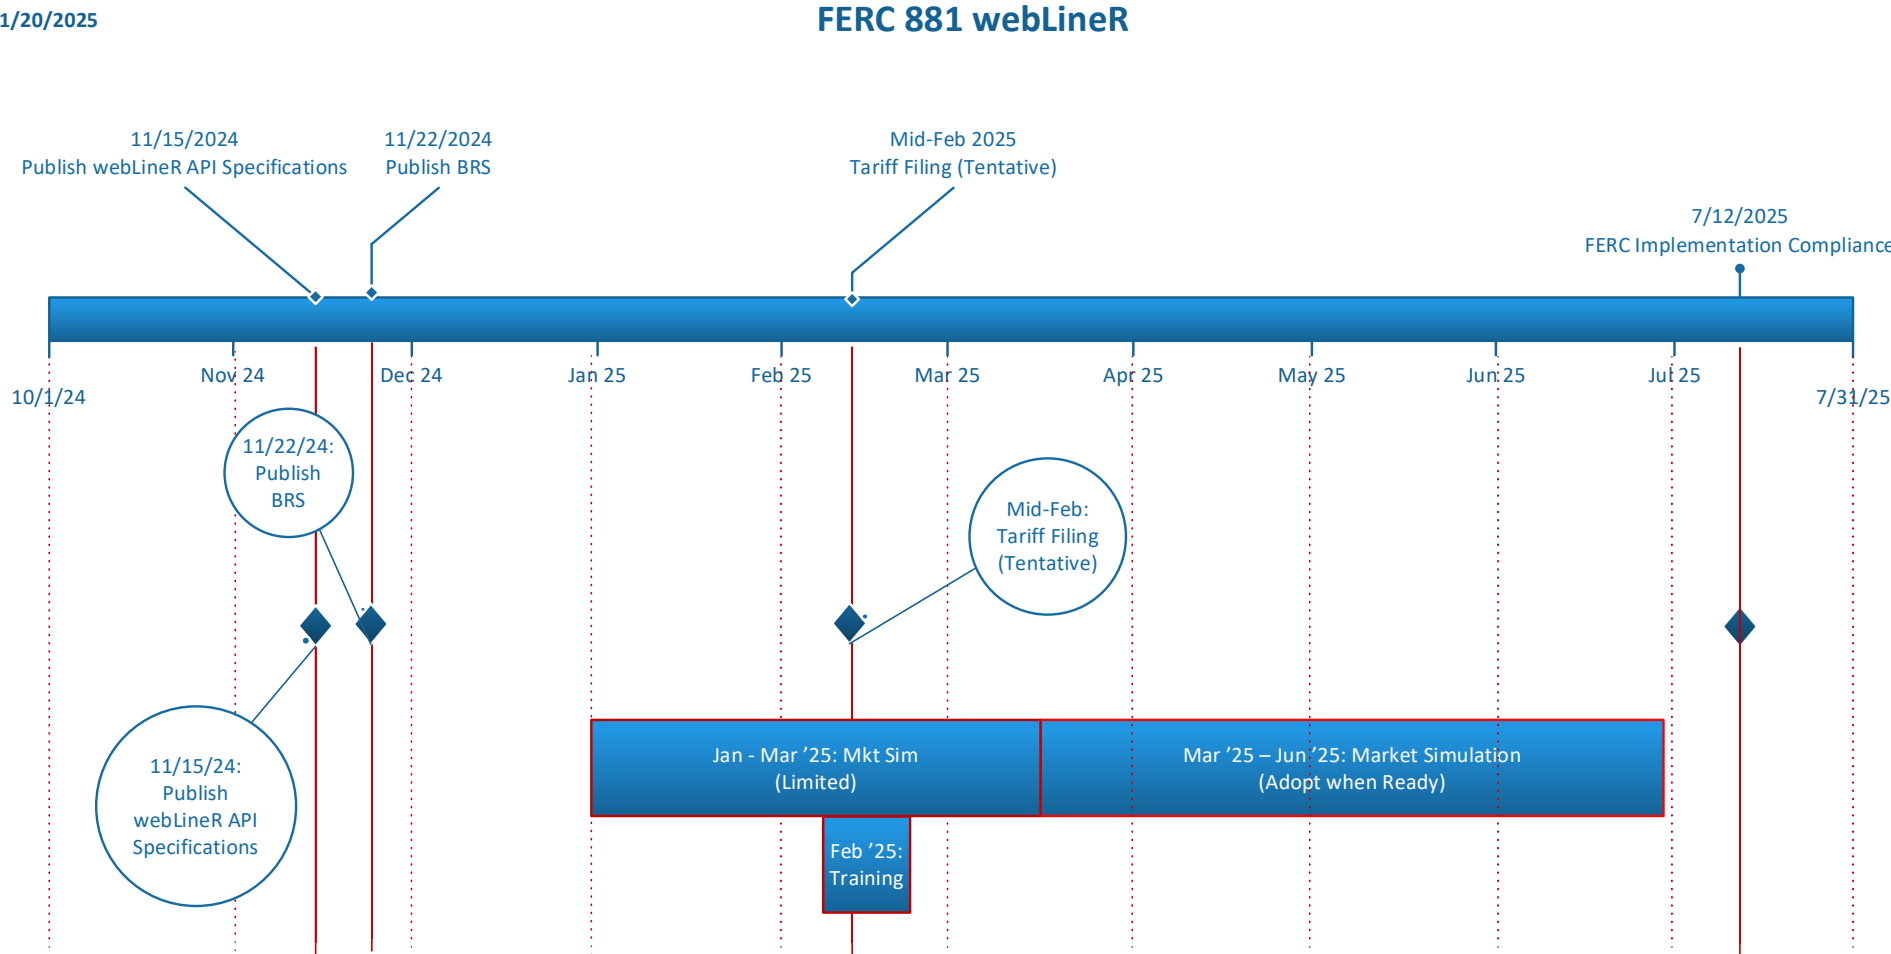 1/20/2025
FERC 881 webLineR
11/15/2024
Publish webLineR API Specifications
11/22/2024
Publish BRS
Mid-Feb 2025
Tariff Filing (Tentative)
7/12/2025
FERC Implementation Compliance
Nov 24
Dec 24
Jan 25
Feb 25
Mar 25
Apr 25
May 25
Jun 25
Jul 25
10/1/24
7/31/25
11/22/24:
Publish
BRS
Mid-Feb:
Tariff Filing
(Tentative)
11/15/24:
Publish
webLineR API
Specifications
Jan - Mar ’25: Mkt Sim
(Limited)
Mar ’25 – Jun ’25: Market Simulation
(Adopt when Ready)
Feb ’25:
Training